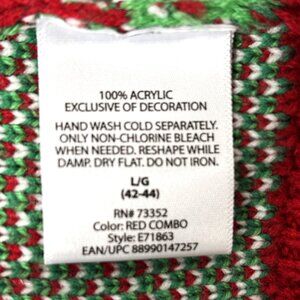 100% ACRYLIC
EXCLUSIVE OF DECORATION
HAND WASH COLD SEPARATELY.
ONLY NON-CHLORINE BLEACH
WHEN NEEDED. RESHAPE WHILE
DAMP. DRY FLAT. DO NOT IRON.
L/G
(42-44)
RN# 73352
Color: RED COMBO
Style: E71863
EAN/UPC 88990147257